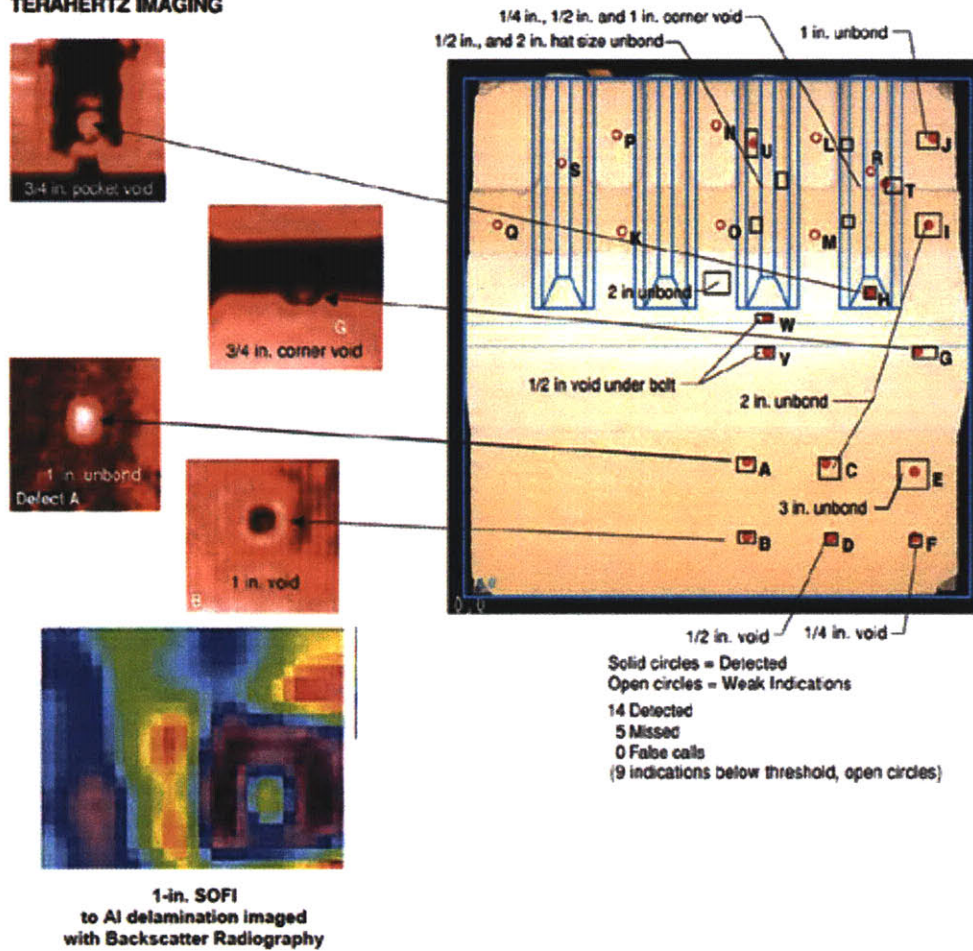 TERAHERTZ IMAGING
1/4 in., 1/2 in. and 1 in. corner void
1/2 in., and 2 in. hat size unbond
1 in. unbond
3/4 in. pocket void
G
3/4 in. corner void
1 in. unbond
Defect A
1 in. void
B
P
N
U
L
J
S
R
T
Q
K
O
M
I
2 in unbond
H
W
V
G
1/2 in void under bolt
2 in. unbond
A
C
E
3 in. unbond
B
D
F
0.0
1/2 in. void
1/4 in. void
Solid circles = Detected
Open circles = Weak Indications
14 Detected
5 Missed
0 False calls
(9 indications below threshold, open circles)
1-in. SOFI
to Al delamination imaged
with Backscatter Radiography